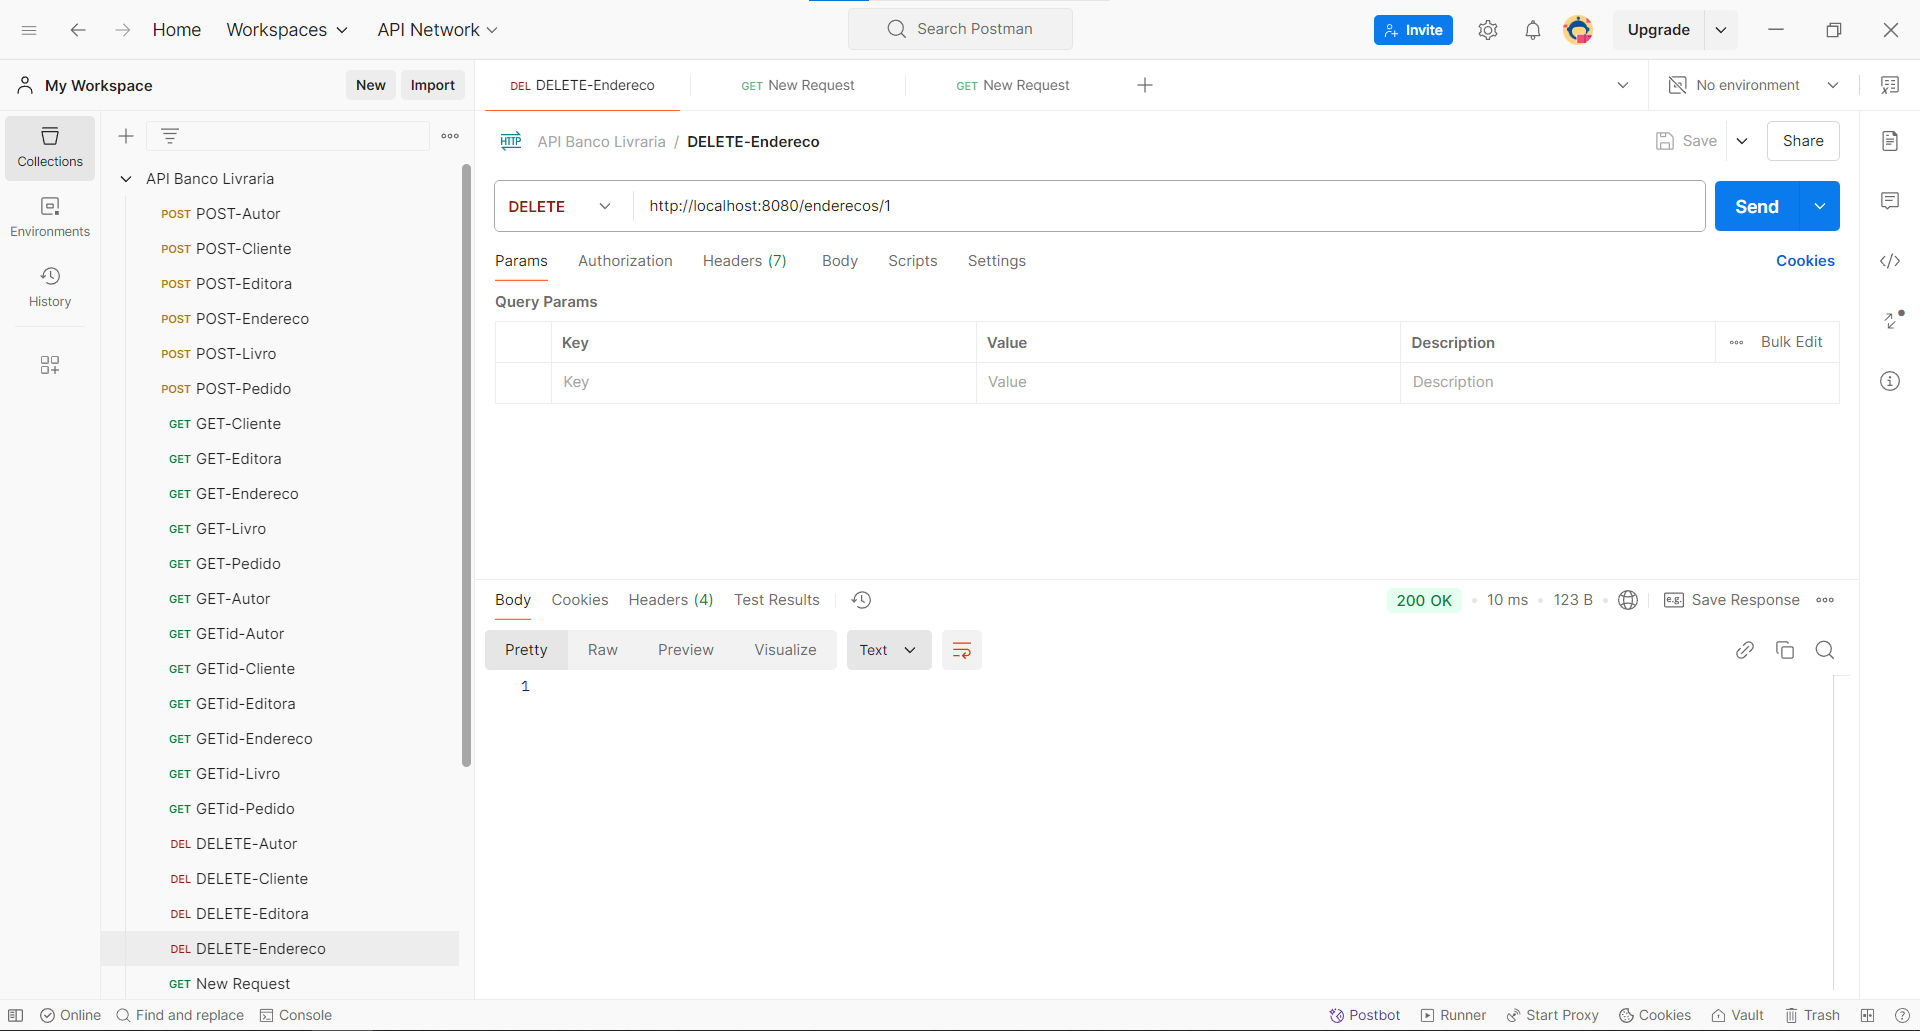 Home Workspaces API Network Search Postman Invite Upgrade
My Workspace New Import
DEL DELETE-Endereco GET New Request GET New Request No environment
Collections
Environments
History
API Banco Livraria
POST POST-Autor
POST POST-Cliente
POST POST-Editora
POST POST-Endereco
POST POST-Livro
POST POST-Pedido
GET GET-Cliente
GET GET-Editora
GET GET-Endereco
GET GET-Livro
GET GET-Pedido
GET GET-Autor
GET GETid-Autor
GET GETid-Cliente
GET GETid-Editora
GET GETid-Endereco
GET GETid-Livro
GET GETid-Pedido
DEL DELETE-Autor
DEL DELETE-Cliente
DEL DELETE-Editora
DEL DELETE-Endereco
GET New Request
HTTP API Banco Livraria / DELETE-Endereco Save Share
DELETE http://localhost:8080/enderecos/1 Send
Params Authorization Headers (7) Body Scripts Settings Cookies
Query Params
Key Value Description Bulk Edit
Key Value Description
Body Cookies Headers (4) Test Results 200 OK 10 ms 123 B e.g. Save Response
Pretty Raw Preview Visualize Text
1
Online Find and replace Console Postbot Runner Start Proxy Cookies Vault Trash